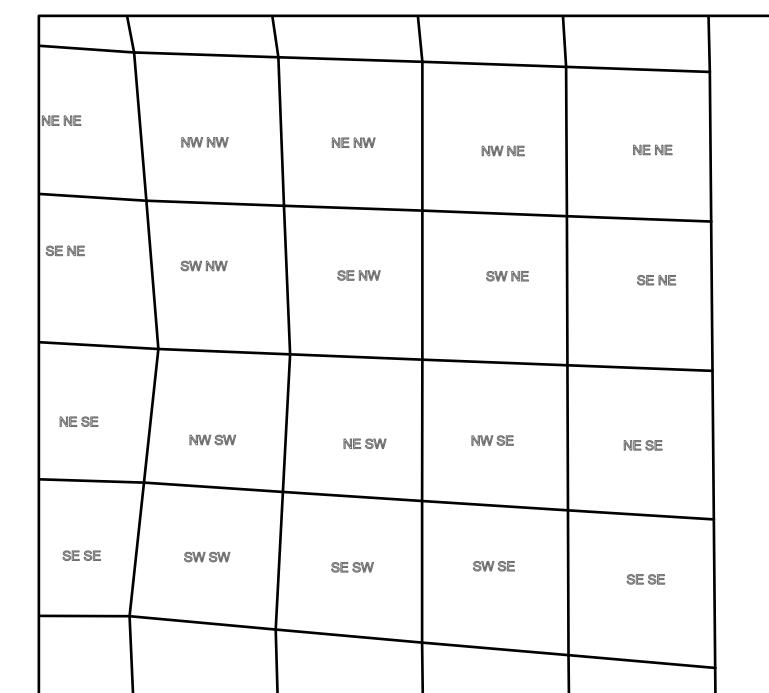 NE NE
NW NW
NE NW
NW NE
NE NE
SE NE
SW NW
SE NW
SW NE
SE NE
NE SE
NW SW
NE SW
NW SE
NE SE
SE SE
SW SW
SE SW
SW SE
SE SE